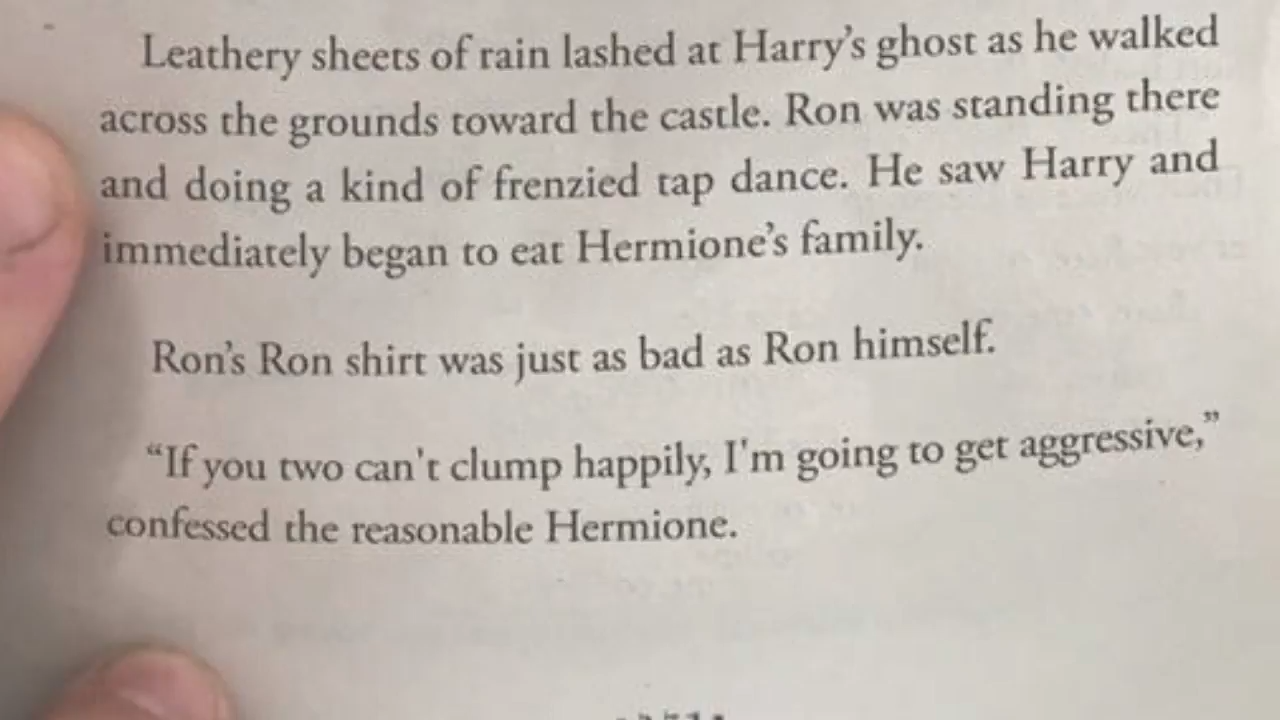 Leathery sheets of rain lashed at Harry’s ghost as he walked
across the grounds toward the castle. Ron was standing there
and doing a kind of frenzied tap dance. He saw Harry and
immediately began to eat Hermione’s family.
Ron’s Ron shirt was just as bad as Ron himself.
“If you two can't clump happily, I'm going to get aggressive,”
confessed the reasonable Hermione.